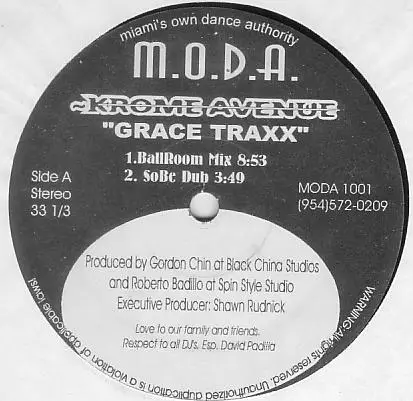 miami's own dance authority
M.O.D.A.
~KROME AVENUE
"GRACE TRAXX"
1.BallRoom Mix 8:53
2. SoBe Dub 3:49
Side A
Stereo
33 1/3
MODA 1001
(954)572-0209
Produced by Gordon Chin at Black China Studios
and Roberto Badillo at Spin Style Studio
Executive Producer: Shawn Rudnick
Love to our family and friends.
Respect to all DJ's, Esp. David Padilla
WARNING: All rights reserved. Unauthorized duplication is a violation of applicable laws!